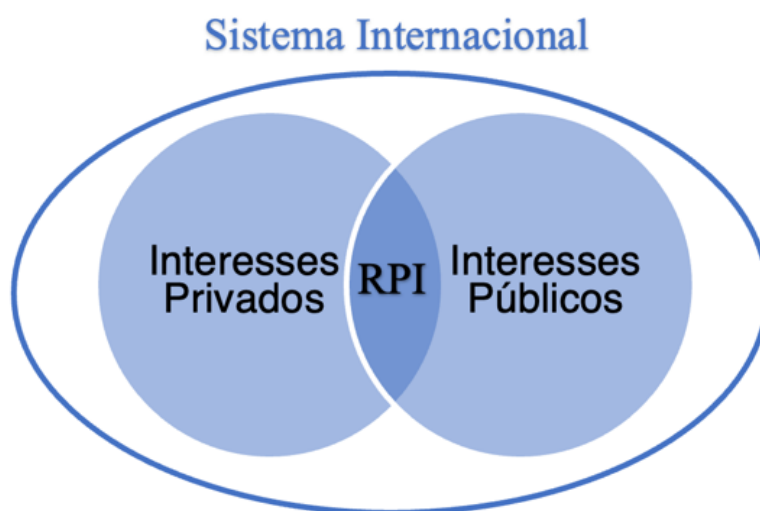 Sistema Internacional
Interesses
Privados
RPI
Interesses
Públicos